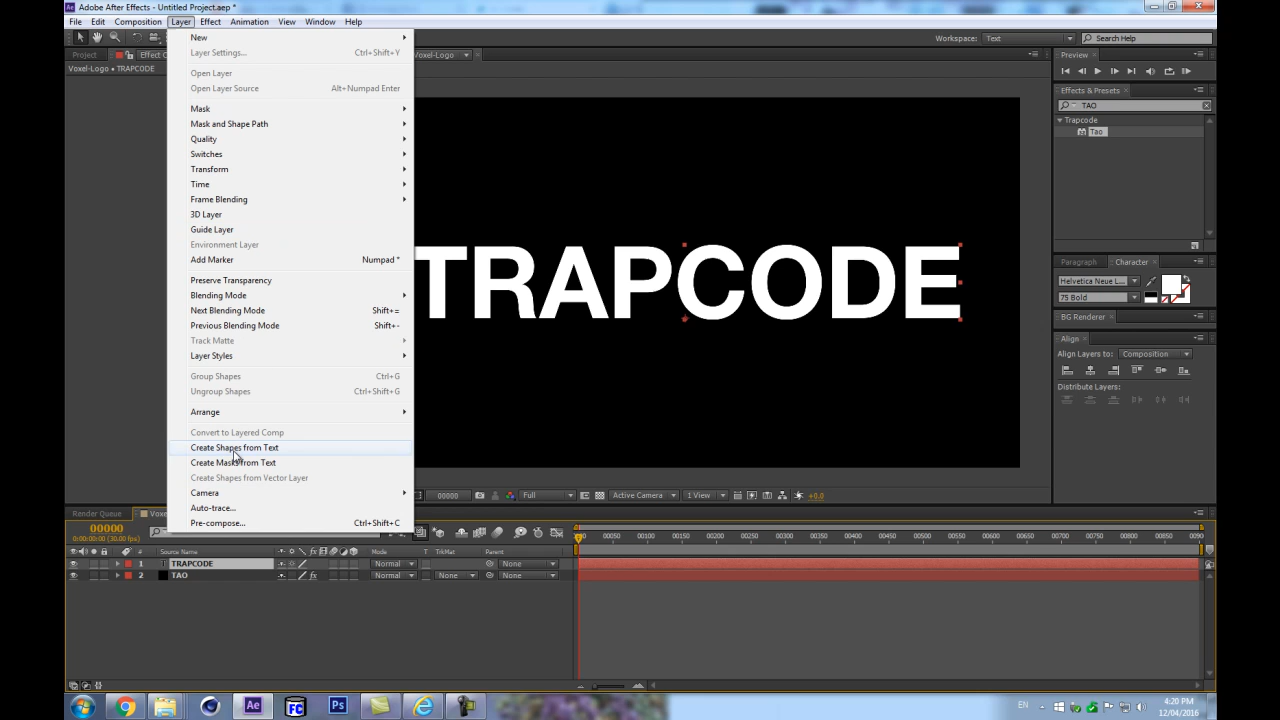 Adobe After Effects - Untitled Project.aep *
File Edit Composition Layer Effect Animation View Window Help
Workspace: Text
Search Help
Project
Effect C
Voxel-Logo
Voxel-Logo • TRAPCODE
New
Layer Settings... Ctrl+Shift+Y
Open Layer
Open Layer Source Alt+Numpad Enter
Mask
Mask and Shape Path
Quality
Switches
Transform
Time
Frame Blending
3D Layer
Guide Layer
Environment Layer
Add Marker Numpad *
Preserve Transparency
Blending Mode
Next Blending Mode Shift+=
Previous Blending Mode Shift+-
Track Matte
Layer Styles
Group Shapes Ctrl+G
Ungroup Shapes Ctrl+Shift+G
Arrange
Convert to Layered Comp
Create Shapes from Text
Create Masks from Text
Create Shapes from Vector Layer
Camera
Auto-trace...
Pre-compose... Ctrl+Shift+C
TRAPCODE
Preview
Effects & Presets
TAO
Trapcode
Tao
Paragraph Character
Helvetica Neue L...
75 Bold
BG Renderer
Align
Align Layers to: Composition
Distribute Layers:
00000 Full Active Camera 1 View +0.0
Render Queue
00000
0:00:00:00 (30.00 fps)
00050 00100 00150 00200 00250 00300 00350 00400 00450 00500 00550 00600 00650 00700 00750 00800 00850
# Source Name Mode T TrkMat Parent
1 TRAPCODE Normal None
2 TAO Normal None None
EN 4:20 PM
12/04/2016